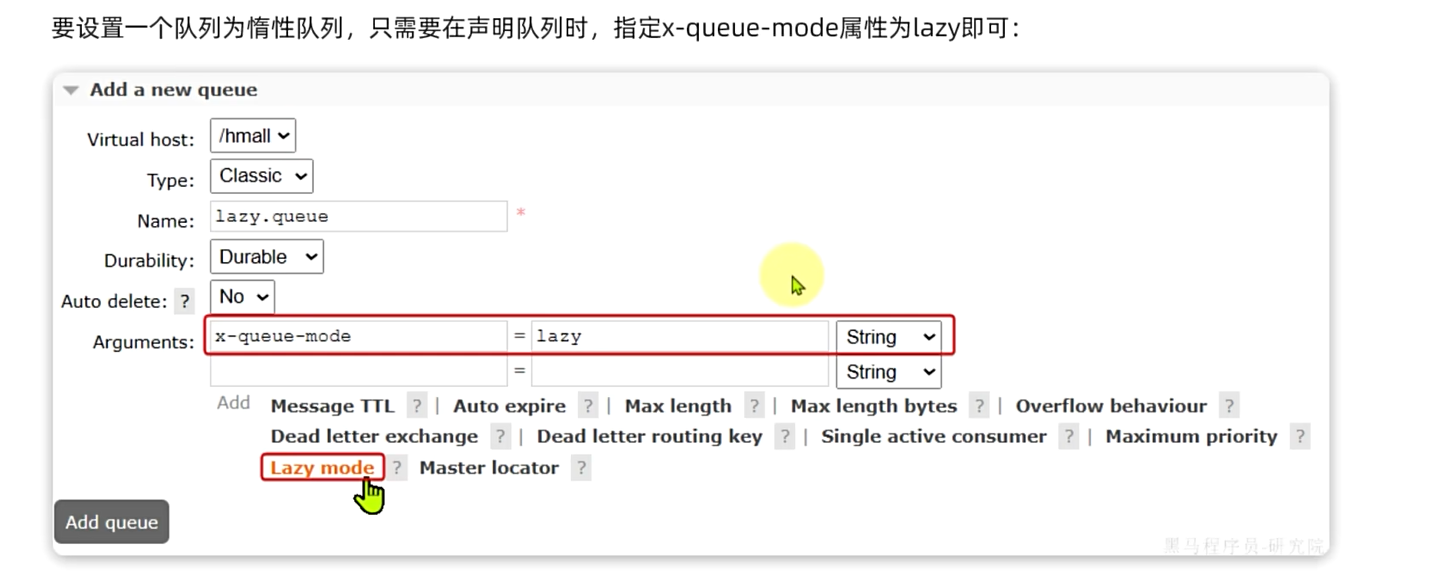 要设置一个队列为惰性队列，只需要在声明队列时，指定x-queue-mode属性为lazy即可：
Add a new queue
Virtual host: /hmall
Type: Classic
Name: lazy.queue *
Durability: Durable
Auto delete: ? No
Arguments: x-queue-mode = lazy String
= String
Add Message TTL ? | Auto expire ? | Max length ? | Max length bytes ? | Overflow behaviour ?
Dead letter exchange ? | Dead letter routing key ? | Single active consumer ? | Maximum priority ?
Lazy mode ? Master locator ?
Add queue
黑马程序员-研究院